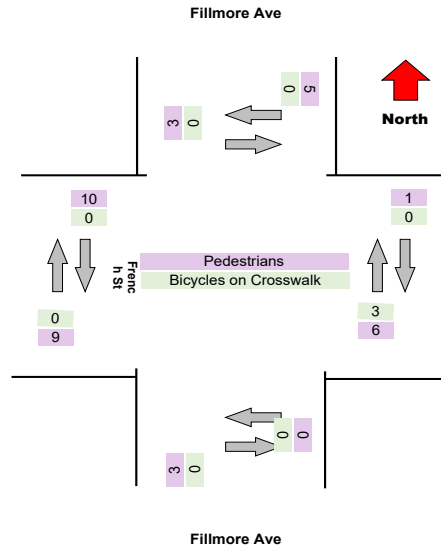 Fillmore Ave
0 5
3 0
North
10
0
1
0
Frenc
h St
Pedestrians
Bicycles on Crosswalk
0
9
3
6
0 0
3 0
Fillmore Ave